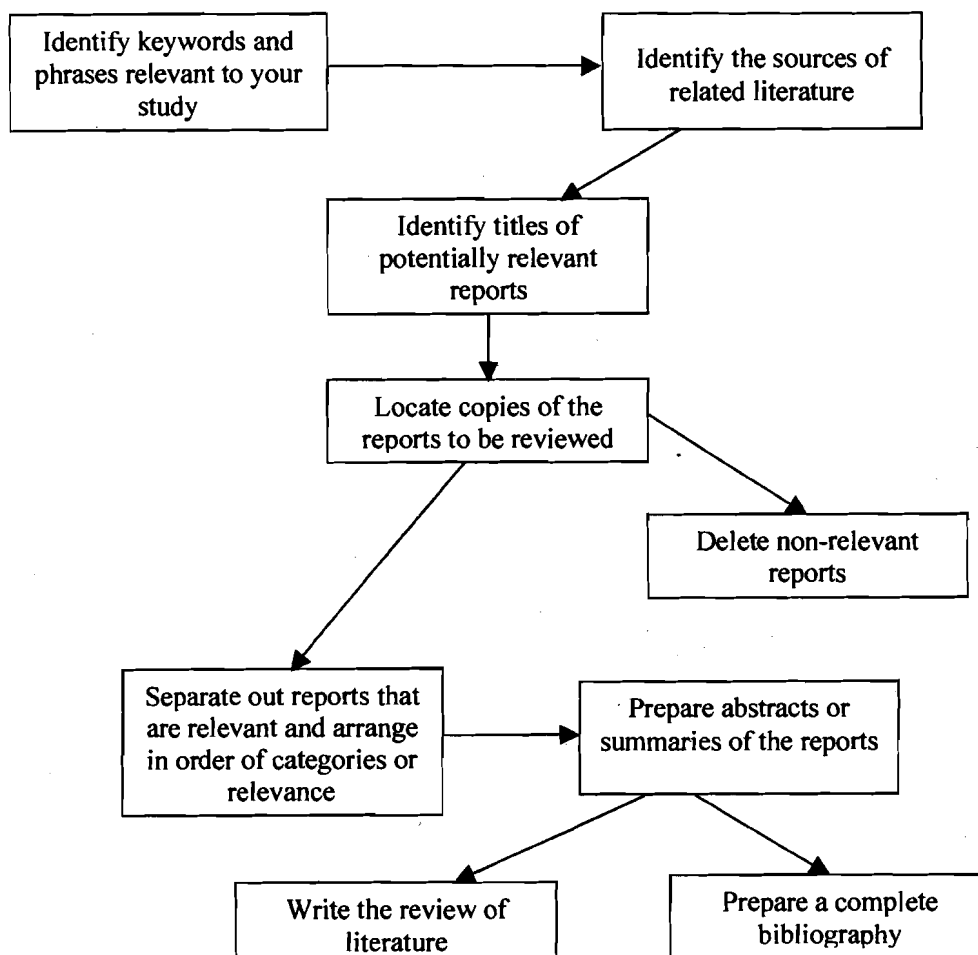 Identify keywords and
phrases relevant to your
study
Identify the sources of
related literature
Identify titles of
potentially relevant
reports
Locate copies of the
reports to be reviewed
Delete non-relevant
reports
Separate out reports that
are relevant and arrange
in order of categories or
relevance
Prepare abstracts or
summaries of the reports
Write the review of
literature
Prepare a complete
bibliography